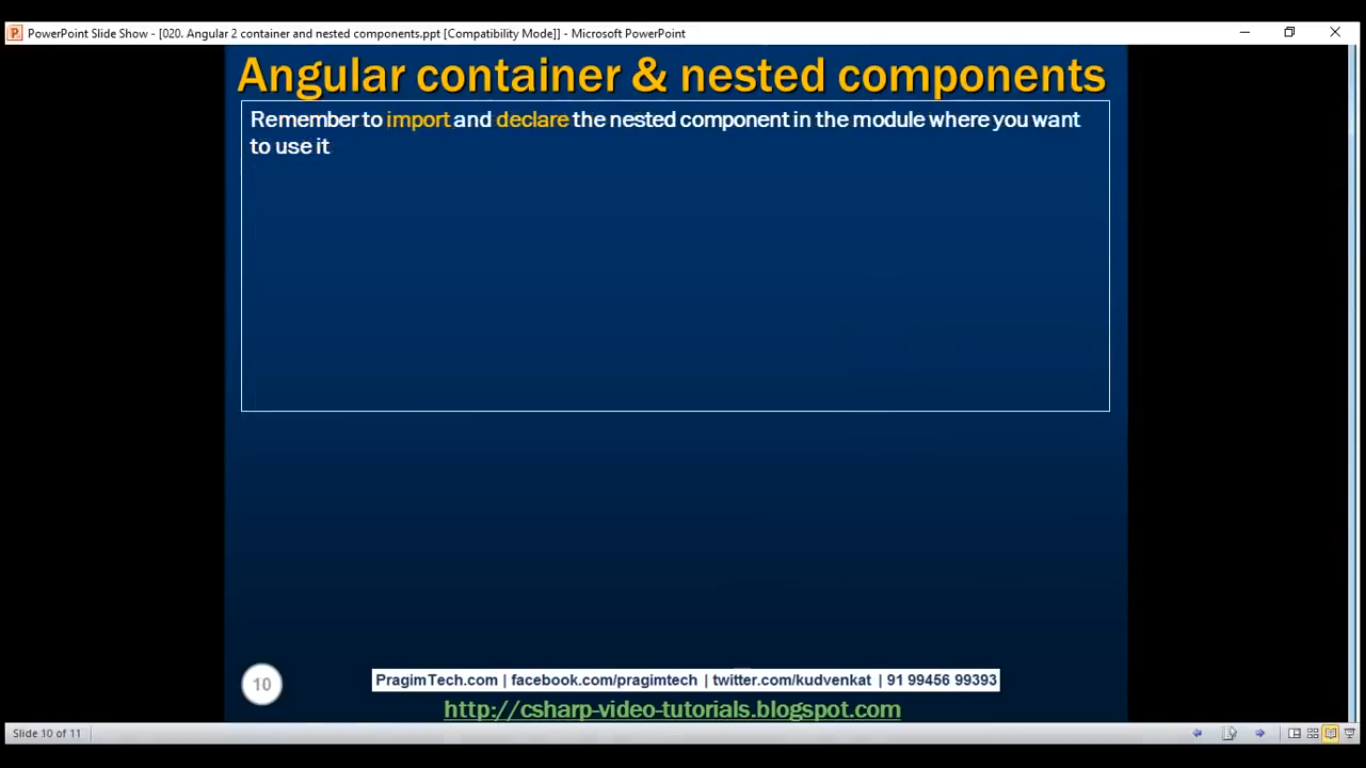 PowerPoint Slide Show - [020. Angular 2 container and nested components.ppt [Compatibility Mode]] - Microsoft PowerPoint
Angular container & nested components
Remember to import and declare the nested component in the module where you want
to use it
10
PragimTech.com | facebook.com/pragimtech | twitter.com/kudvenkat | 91 99456 99393
http://csharp-video-tutorials.blogspot.com
Slide 10 of 11